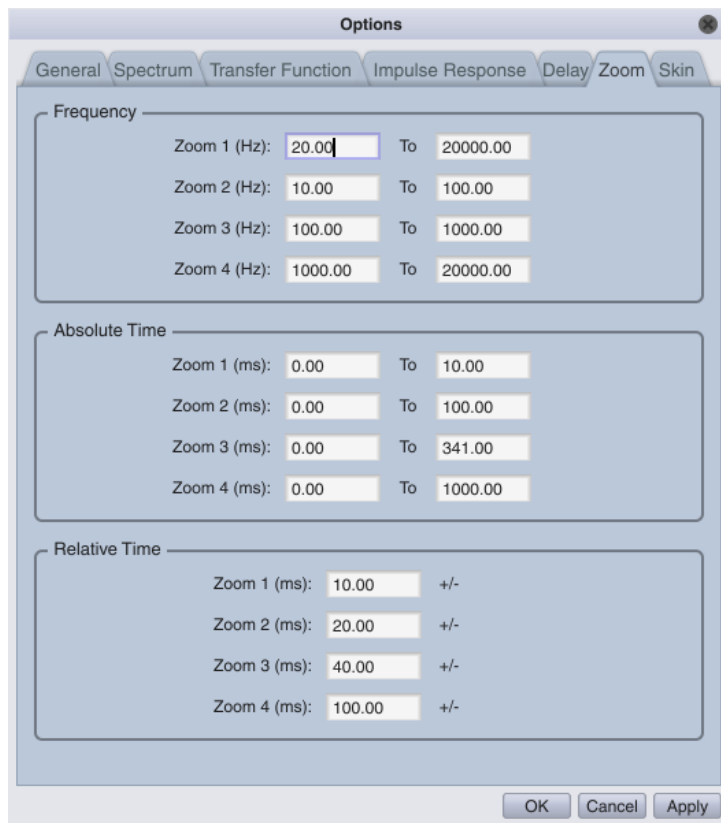 Options
General Spectrum Transfer Function Impulse Response Delay Zoom Skin
Frequency
Zoom 1 (Hz): 20.00 To 20000.00
Zoom 2 (Hz): 10.00 To 100.00
Zoom 3 (Hz): 100.00 To 1000.00
Zoom 4 (Hz): 1000.00 To 20000.00
Absolute Time
Zoom 1 (ms): 0.00 To 10.00
Zoom 2 (ms): 0.00 To 100.00
Zoom 3 (ms): 0.00 To 341.00
Zoom 4 (ms): 0.00 To 1000.00
Relative Time
Zoom 1 (ms): 10.00 +/-
Zoom 2 (ms): 20.00 +/-
Zoom 3 (ms): 40.00 +/-
Zoom 4 (ms): 100.00 +/-
OK Cancel Apply